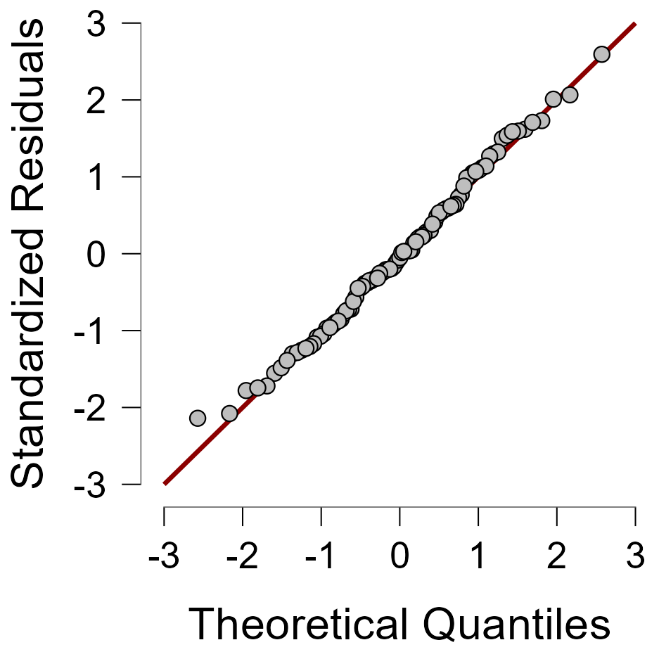 Standardized Residuals
3
2
1
0
-1
-2
-3
-3 -2 -1 0 1 2 3
Theoretical Quantiles